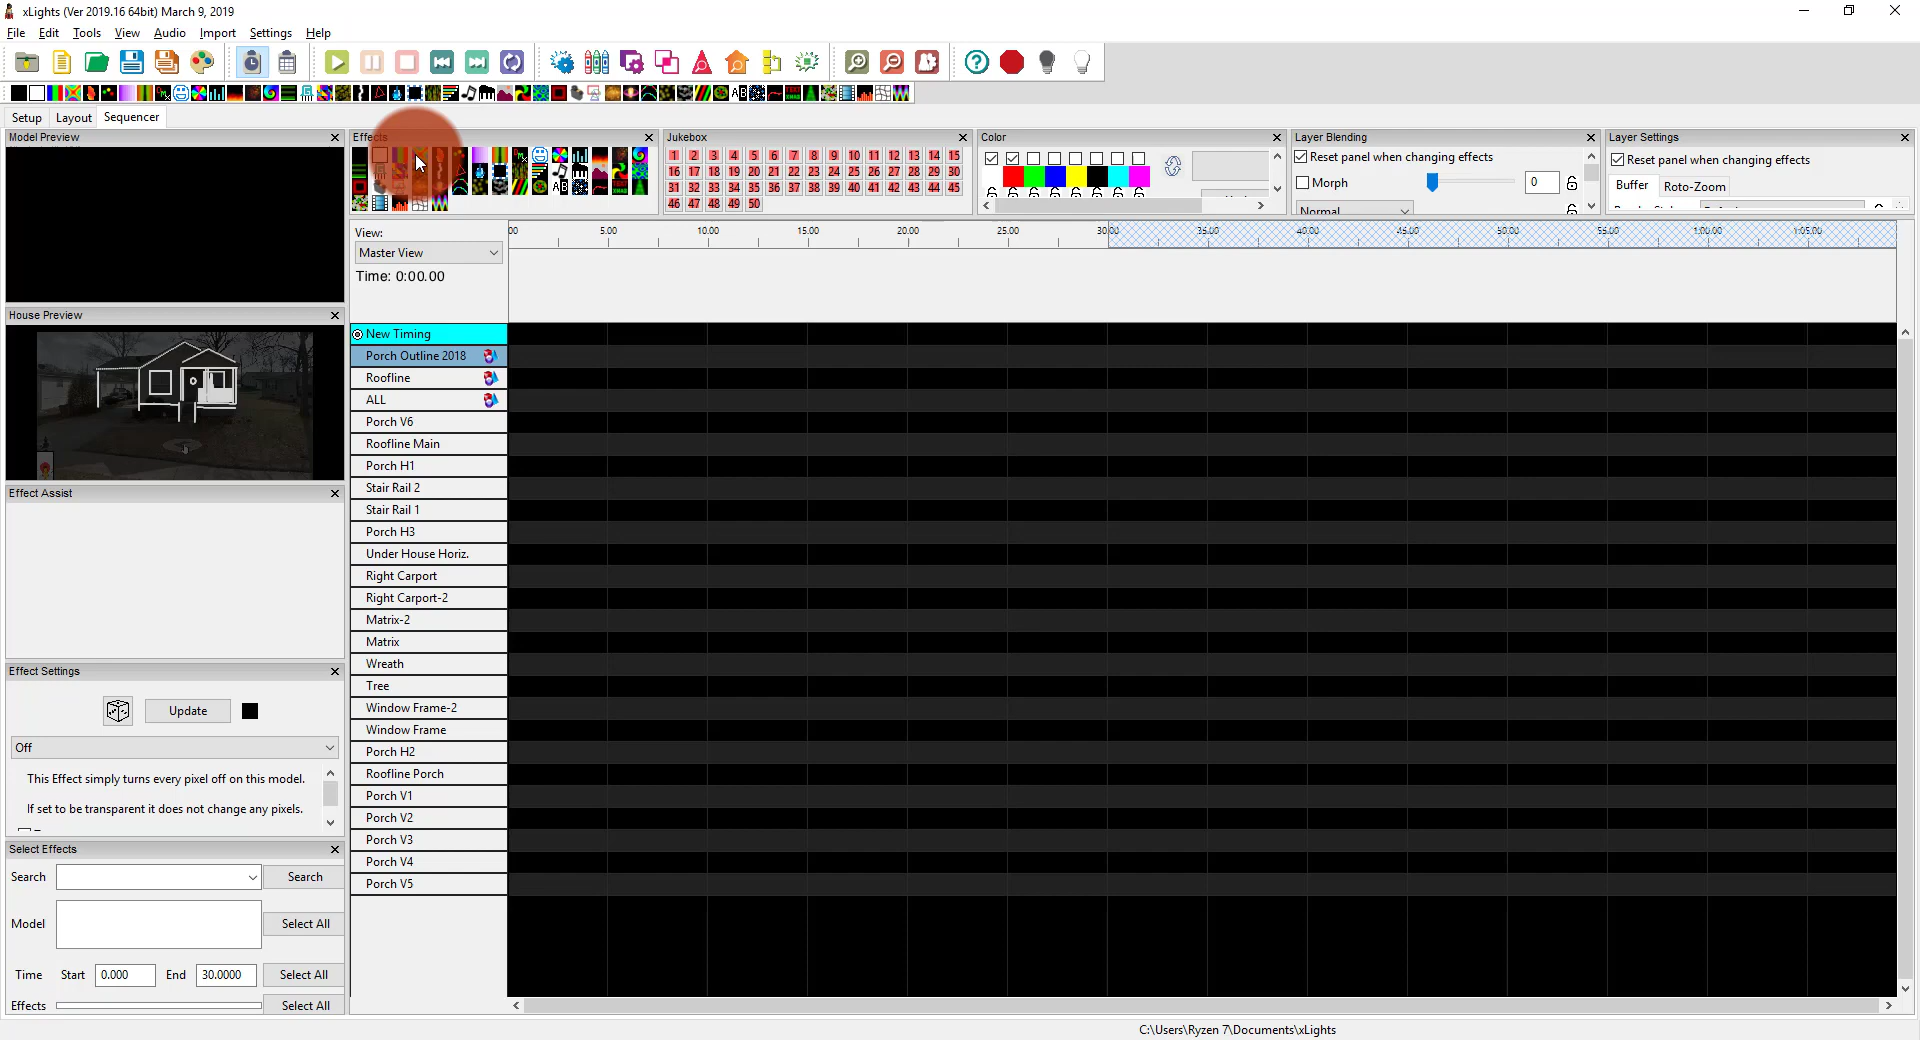 xLights (Ver 2019.16 64bit) March 9, 2019
File Edit Tools View Audio Import Settings Help
Setup Layout Sequencer
Model Preview
Effects
Jukebox
Color
Layer Blending
Layer Settings
1 2 3 4 5 6 7 8 9 10 11 12 13 14 15
16 17 18 19 20 21 22 23 24 25 26 27 28 29 30
31 32 33 34 35 36 37 38 39 40 41 42 43 44 45
46 47 48 49 50
Reset panel when changing effects
Morph 0
Normal
Reset panel when changing effects
Buffer Roto-Zoom
View:
Master View
Time: 0:00.00
00 5.00 10.00 15.00 20.00 25.00 30.00 35.00 40.00 45.00 50.00 55.00 1:00.00 1:05.00
House Preview
New Timing
Porch Outline 2018
Roofline
ALL
Porch V6
Roofline Main
Porch H1
Stair Rail 2
Stair Rail 1
Porch H3
Under House Horiz.
Right Carport
Right Carport-2
Matrix-2
Matrix
Wreath
Tree
Window Frame-2
Window Frame
Porch H2
Roofline Porch
Porch V1
Porch V2
Porch V3
Porch V4
Porch V5
Effect Assist
Effect Settings
Update
Off
This Effect simply turns every pixel off on this model.
If set to be transparent it does not change any pixels.
Select Effects
Search Search
Model Select All
Time Start 0.000 End 30.0000 Select All
Effects Select All
C:\Users\Ryzen 7\Documents\xLights